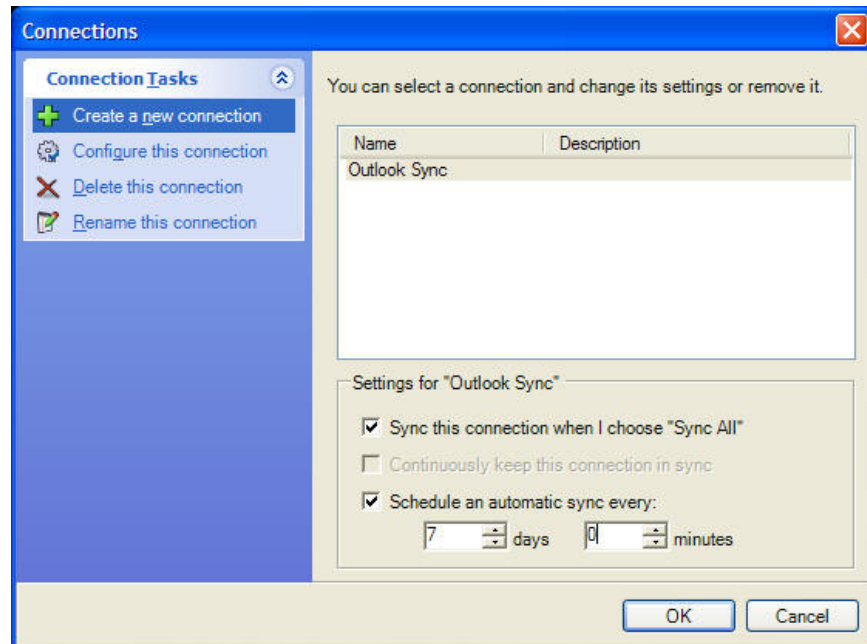 Connections
Connection Tasks
Create a new connection
Configure this connection
Delete this connection
Rename this connection
You can select a connection and change its settings or remove it.
Name Description
Outlook Sync
Settings for "Outlook Sync"
Sync this connection when I choose "Sync All"
Continuously keep this connection in sync
Schedule an automatic sync every:
7 days 0 minutes
OK Cancel